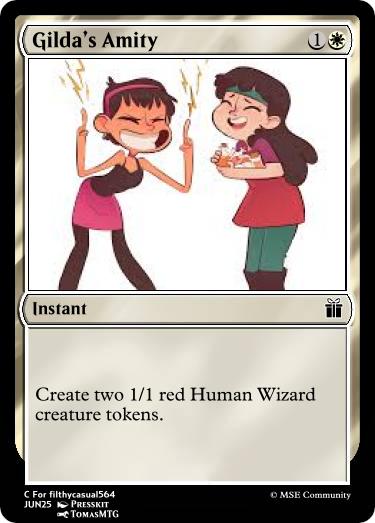 Gilda's Amity 1
Instant
Create two 1/1 red Human Wizard
creature tokens.
C For filthycasual564
JUN25 Presskit
TomasMTG
© MSE Community